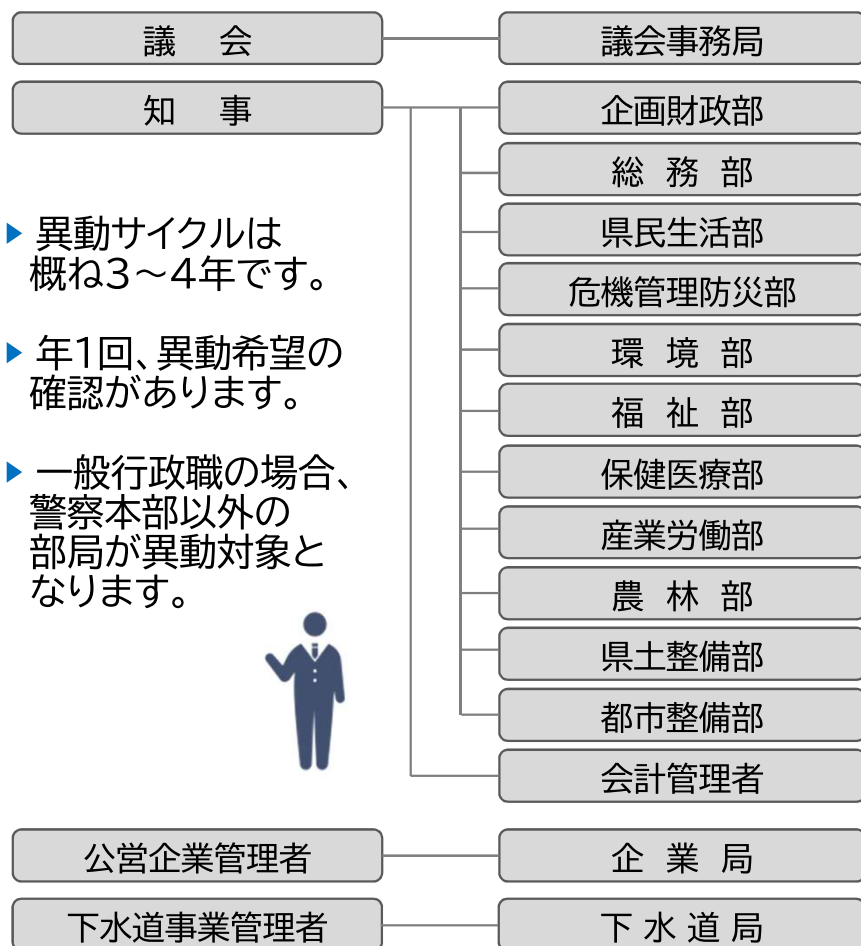 議　会
議会事務局
知　事
企画財政部
総　務　部
県民生活部
危機管理防災部
環　境　部
福　祉　部
保健医療部
産業労働部
農　林　部
県土整備部
都市整備部
会計管理者
▶ 異動サイクルは
概ね3～4年です。
▶ 年1回、異動希望の
確認があります。
▶ 一般行政職の場合、
警察本部以外の
部局が異動対象と
なります。
公営企業管理者
企　業　局
下水道事業管理者
下 水 道 局